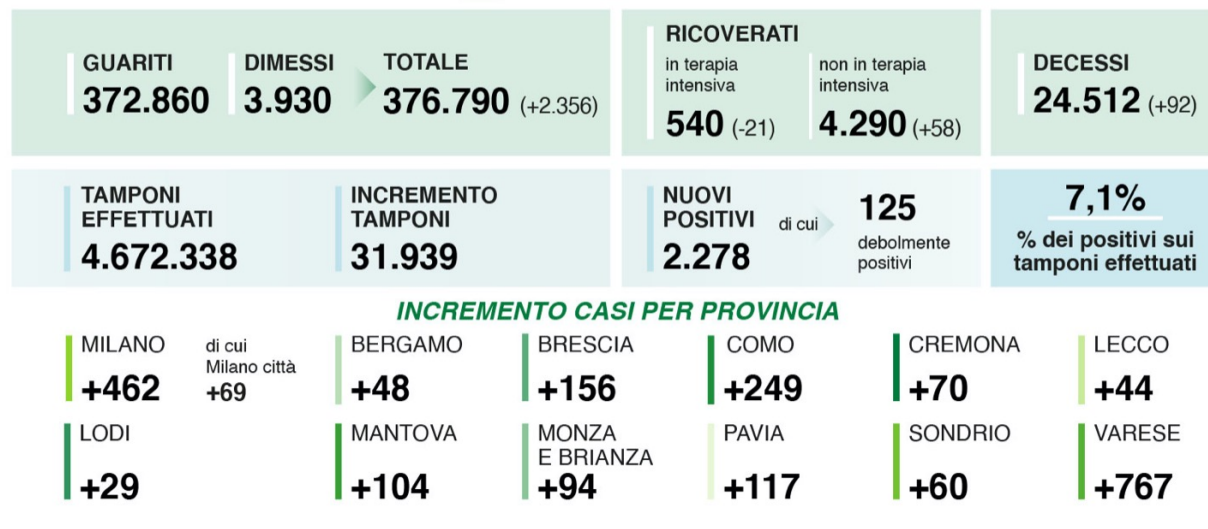 GUARITI
372.860
DIMESSI
3.930
TOTALE
376.790 (+2.356)
RICOVERATI
in terapia
intensiva
540 (-21)
non in terapia
intensiva
4.290 (+58)
DECESSI
24.512 (+92)
TAMPONI
EFFETTUATI
4.672.338
INCREMENTO
TAMPONI
31.939
NUOVI
POSITIVI
2.278
di cui
125
debolmente
positivi
7,1%
% dei positivi sui
tamponi effettuati
INCREMENTO CASI PER PROVINCIA
MILANO
+462
di cui
Milano città
+69
BERGAMO
+48
BRESCIA
+156
COMO
+249
CREMONA
+70
LECCO
+44
LODI
+29
MANTOVA
+104
MONZA
E BRIANZA
+94
PAVIA
+117
SONDRIO
+60
VARESE
+767